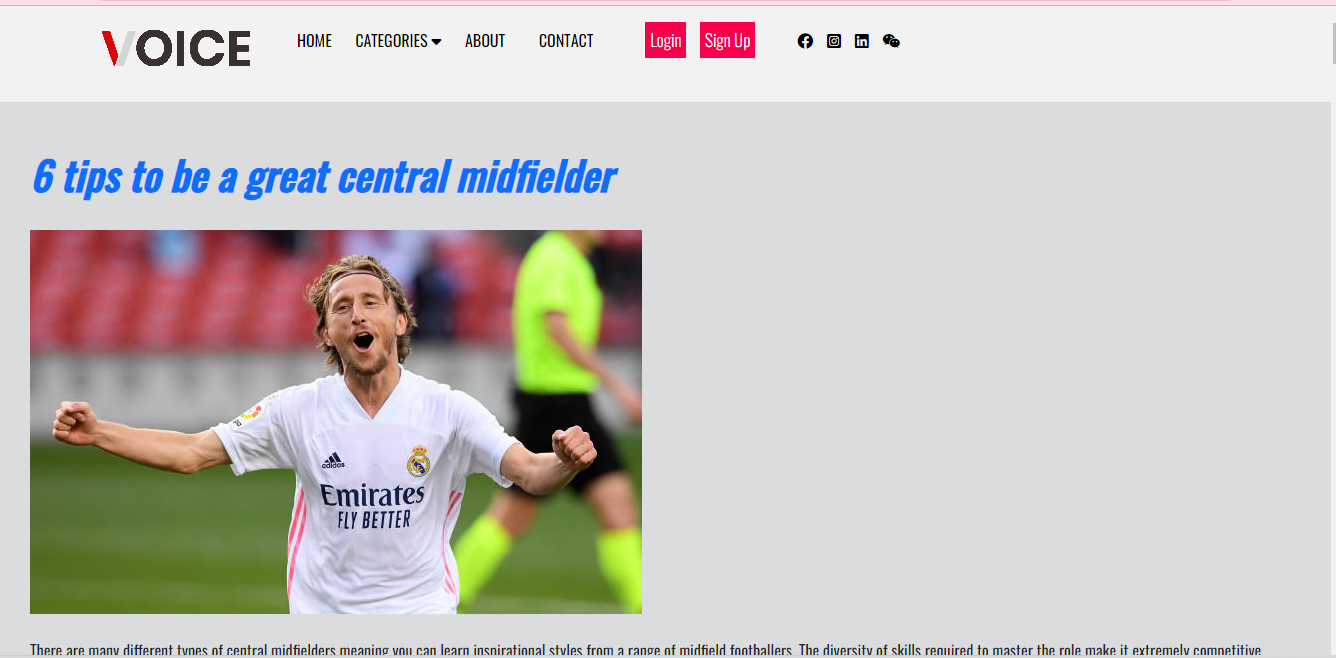 VOICE
HOME CATEGORIES ABOUT CONTACT Login Sign Up
6 tips to be a great central midfielder
adidas
Emirates
FLY BETTER
There are many different types of central midfielders meaning you can learn inspirational styles from a range of midfield footballers. The diversity of skills required to master the role make it extremely competitive